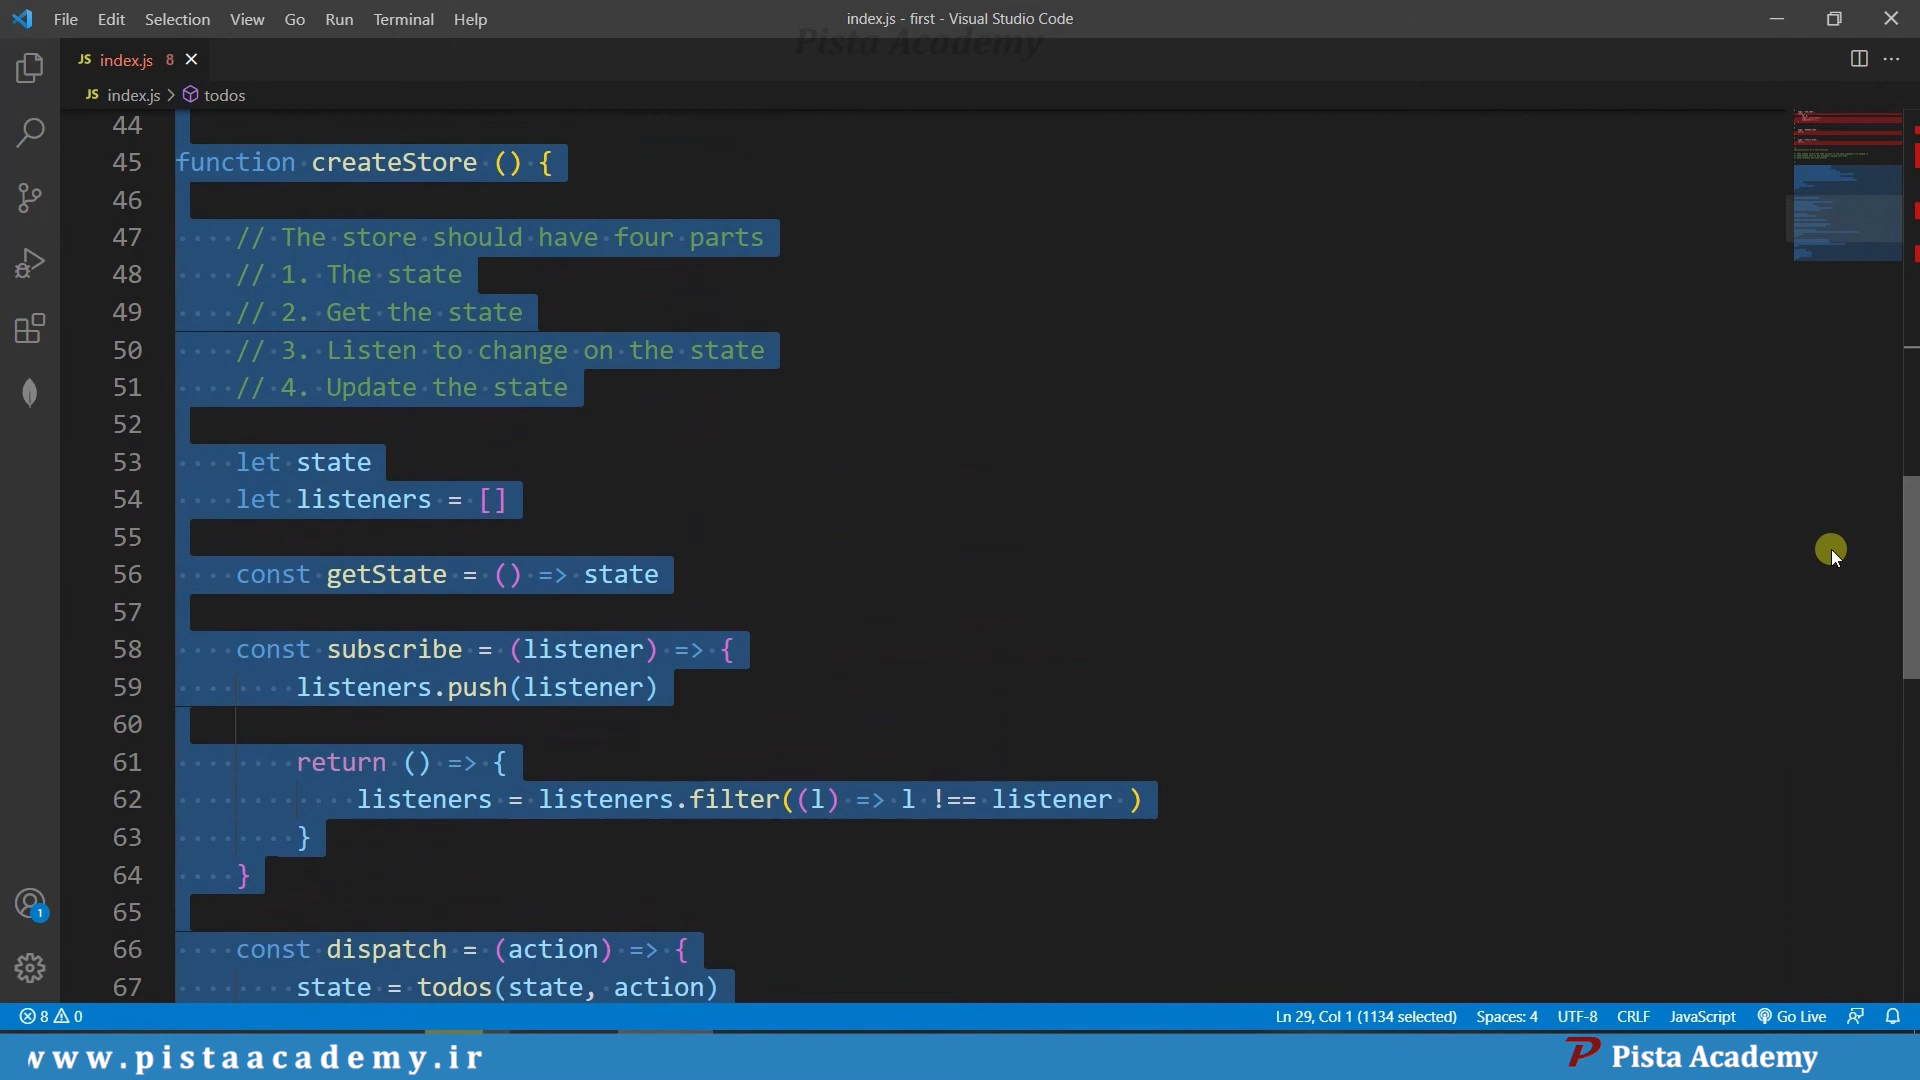 File Edit Selection View Go Run Terminal Help
index.js - first - Visual Studio Code
Pista Academy
JS index.js 8
JS index.js > todos
44
45 function createStore () {
46
47 // The store should have four parts
48 // 1. The state
49 // 2. Get the state
50 // 3. Listen to change on the state
51 // 4. Update the state
52
53 let state
54 let listeners = []
55
56 const getState = () => state
57
58 const subscribe = (listener) => {
59 listeners.push(listener)
60
61 return () => {
62 listeners = listeners.filter((l) => l !== listener )
63 }
64 }
65
66 const dispatch = (action) => {
67 state = todos(state, action)
1
8 0 Ln 29, Col 1 (1134 selected) Spaces: 4 UTF-8 CRLF JavaScript Go Live
www.pistaacademy.ir
Pista Academy